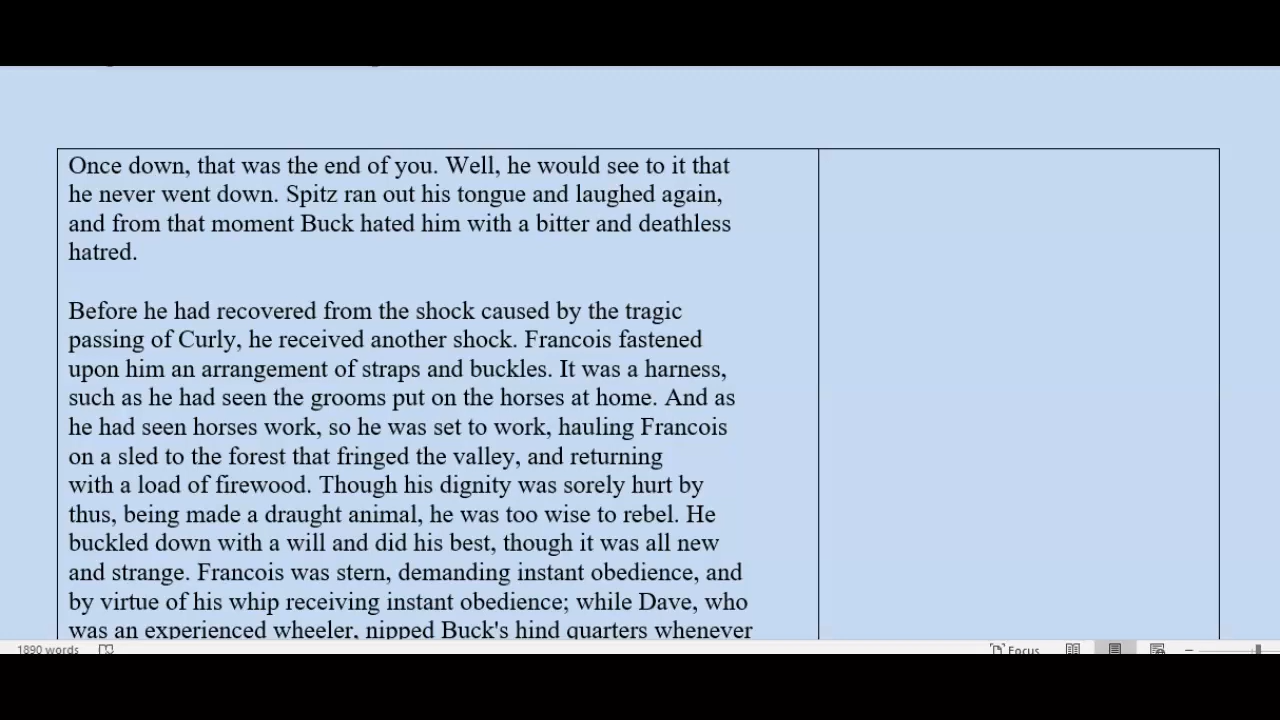 Once down, that was the end of you. Well, he would see to it that
he never went down. Spitz ran out his tongue and laughed again,
and from that moment Buck hated him with a bitter and deathless
hatred.
Before he had recovered from the shock caused by the tragic
passing of Curly, he received another shock. Francois fastened
upon him an arrangement of straps and buckles. It was a harness,
such as he had seen the grooms put on the horses at home. And as
he had seen horses work, so he was set to work, hauling Francois
on a sled to the forest that fringed the valley, and returning
with a load of firewood. Though his dignity was sorely hurt by
thus, being made a draught animal, he was too wise to rebel. He
buckled down with a will and did his best, though it was all new
and strange. Francois was stern, demanding instant obedience, and
by virtue of his whip receiving instant obedience; while Dave, who
was an experienced wheeler, nipped Buck's hind quarters whenever
1890 words Focus